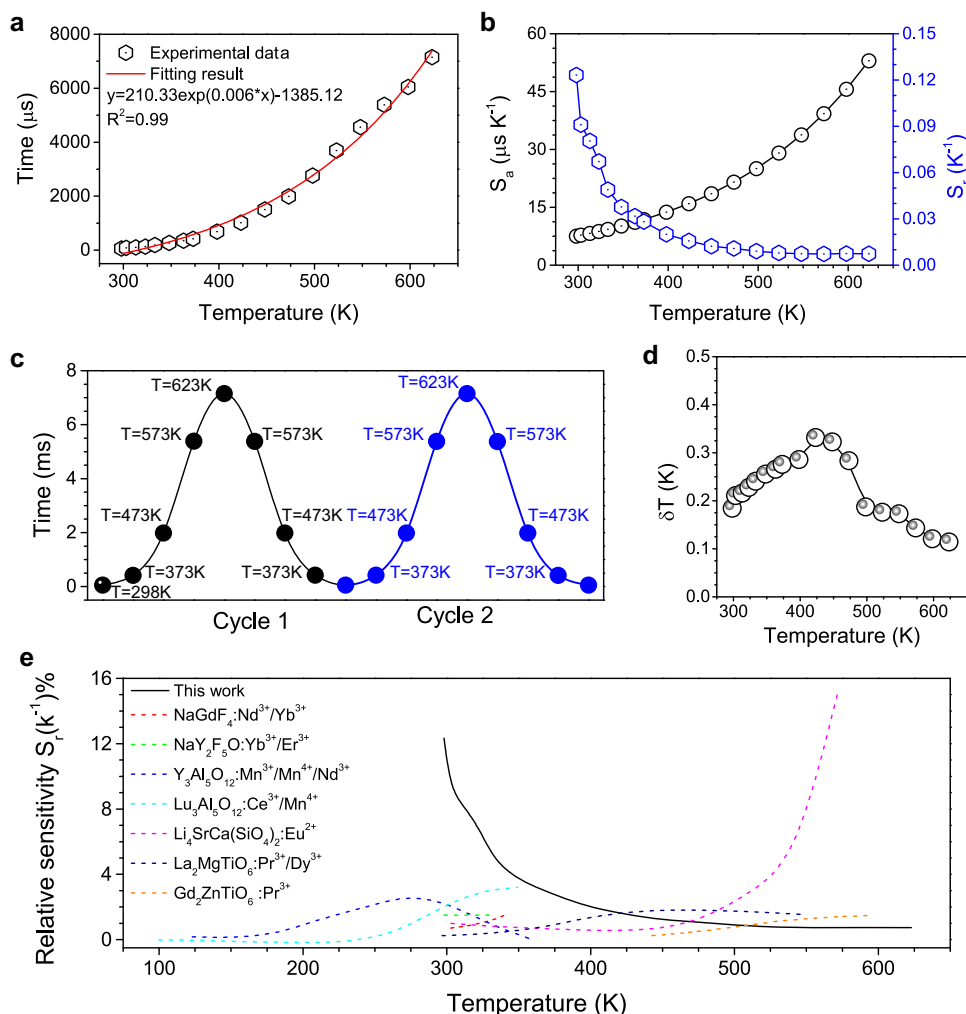 a
8000
6000
4000
2000
0
Time (μs)
Experimental data
Fitting result
y=210.33exp(0.006*x)-1385.12
R²=0.99
300 400 500 600
Temperature (K)
b
60
45
30
15
0
Sₐ (μs K⁻¹)
0.15
0.12
0.09
0.06
0.03
0.00
Sᵣ (K⁻¹)
300 400 500 600
Temperature (K)
c
8
6
4
2
0
Time (ms)
T=623K
T=573K
T=573K
T=473K
T=473K
T=373K
T=373K
T=298K
T=623K
T=573K
T=573K
T=473K
T=473K
T=373K
T=373K
Cycle 1
Cycle 2
d
0.5
0.4
0.3
0.2
0.1
0.0
δT (K)
300 400 500 600
Temperature (K)
e
16
12
8
4
0
Relative sensitivity Sᵣ(k⁻¹)%
This work
NaGdF₄:Nd³⁺/Yb³⁺
NaY₂F₅O:Yb³⁺/Er³⁺
Y₃Al₅O₁₂:Mn³⁺/Mn⁴⁺/Nd³⁺
Lu₃Al₅O₁₂:Ce³⁺/Mn⁴⁺
Li₄SrCa(SiO₄)₂:Eu²⁺
La₂MgTiO₆:Pr³⁺/Dy³⁺
Gd₂ZnTiO₆ :Pr³⁺
100 200 300 400 500 600
Temperature (K)